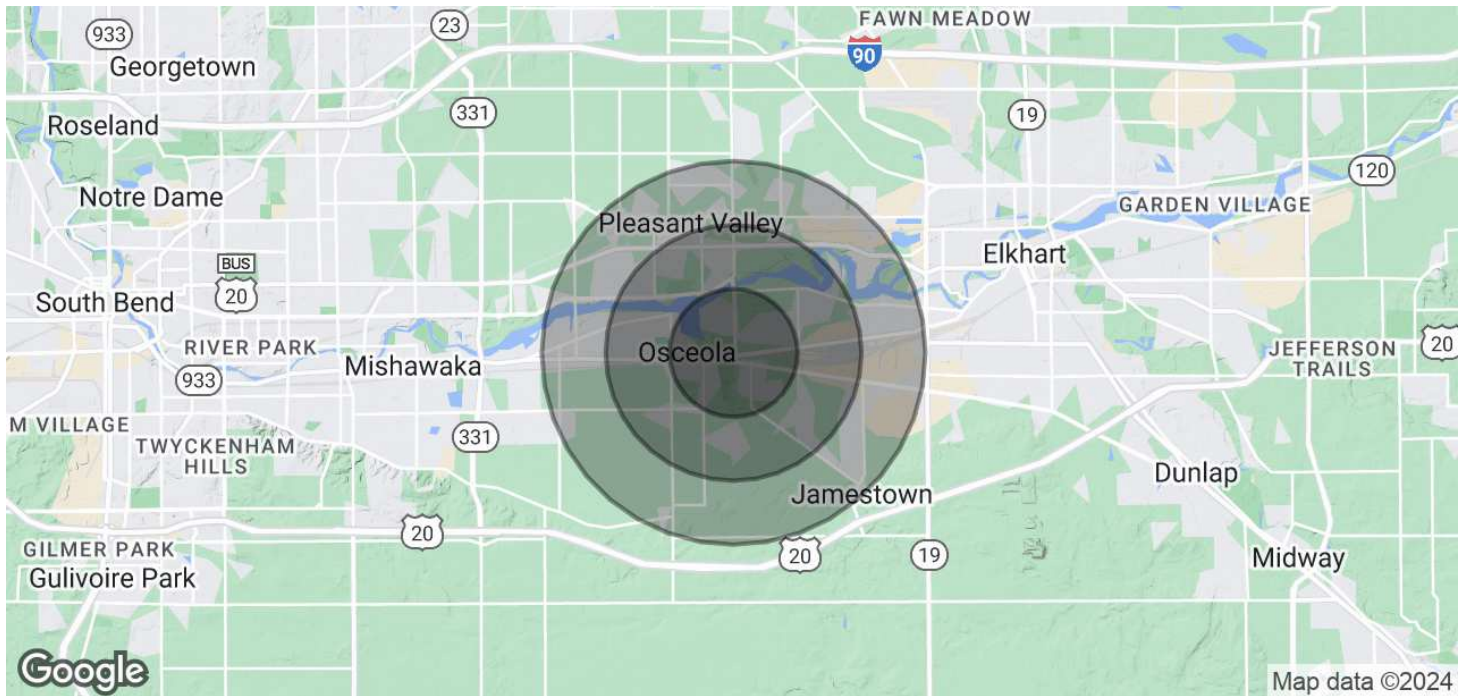 FAWN MEADOW
933
23
Georgetown
90
331
19
Roseland
120
Notre Dame
GARDEN VILLAGE
Pleasant Valley
Elkhart
BUS
20
South Bend
RIVER PARK
Mishawaka
Osceola
JEFFERSON
TRAILS
20
933
M VILLAGE
TWYCKENHAM
HILLS
331
Dunlap
Jamestown
20
20
19
GILMER PARK
Gulivoire Park
Midway
Google
Map data ©2024